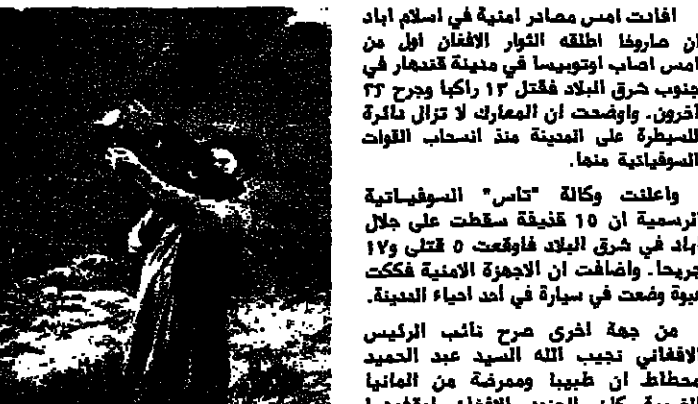 افادت امس مصادر امنية في اسلام اباد
ان صاروخا اطلقه الثوار الافغان اول من
امس اصاب اوتوبيسا في مدينة قندهار في
جنوب شرق البلاد فقتل ١٣ راكبا وجرح ٢٢
آخرون. واوضحت ان المعارك لا تزال دائرة
للسيطرة على المدينة منذ انسحاب القوات
السوفياتية منها.
واعلنت وكالة "تاس" السوفياتية
الرسمية ان ١٥ قذيفة سقطت على جلال
اباد في شرق البلاد فاوقعت ٥ قتلى و١٧
جريحا. واضافت ان الاجهزة الامنية فككت
عبوة وضعت في سيارة في أحد احياء المدينة.
من جهة اخرى صرح نائب الرئيس
الافغاني نجيب الله السيد عبد الحميد
محطاط ان طبيبا وممرضة من المانيا